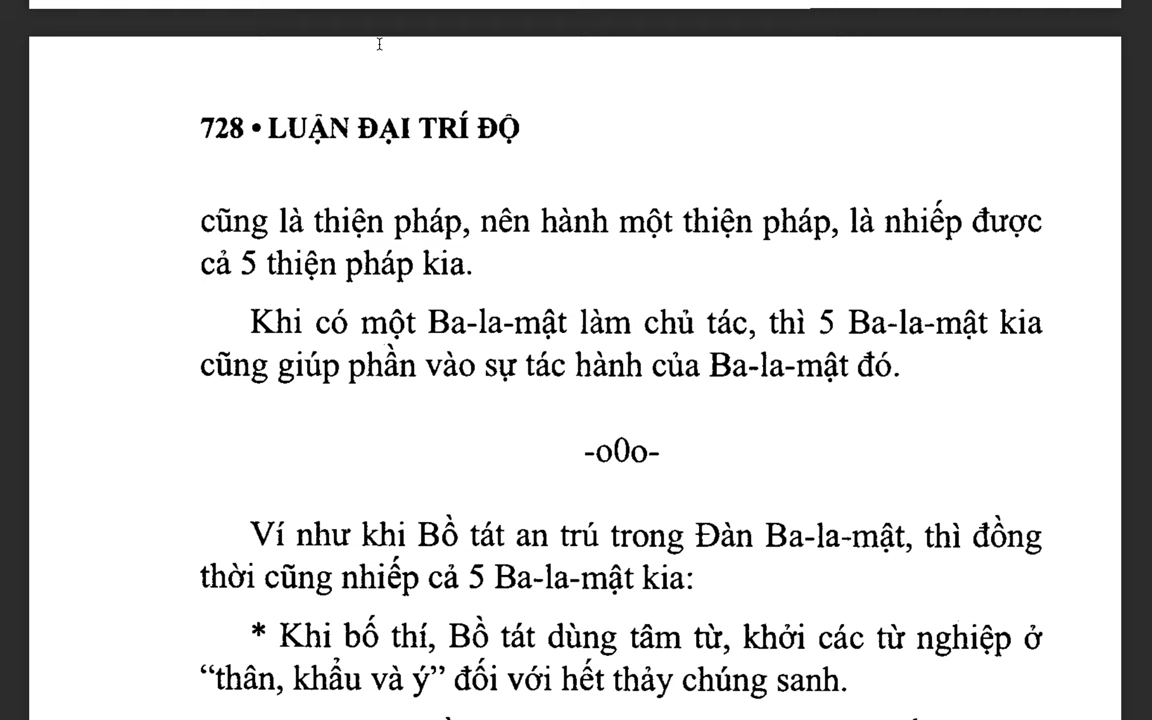 728 • LUẬN ĐẠI TRÍ ĐỘ
cũng là thiện pháp, nên hành một thiện pháp, là nhiếp được
cả 5 thiện pháp kia.
Khi có một Ba-la-mật làm chủ tác, thì 5 Ba-la-mật kia
cũng giúp phần vào sự tác hành của Ba-la-mật đó.
-o0o-
Ví như khi Bồ tát an trú trong Đàn Ba-la-mật, thì đồng
thời cũng nhiếp cả 5 Ba-la-mật kia:
* Khi bố thí, Bồ tát dùng tâm từ, khởi các từ nghiệp ở
“thân, khẩu và ý” đối với hết thảy chúng sanh.